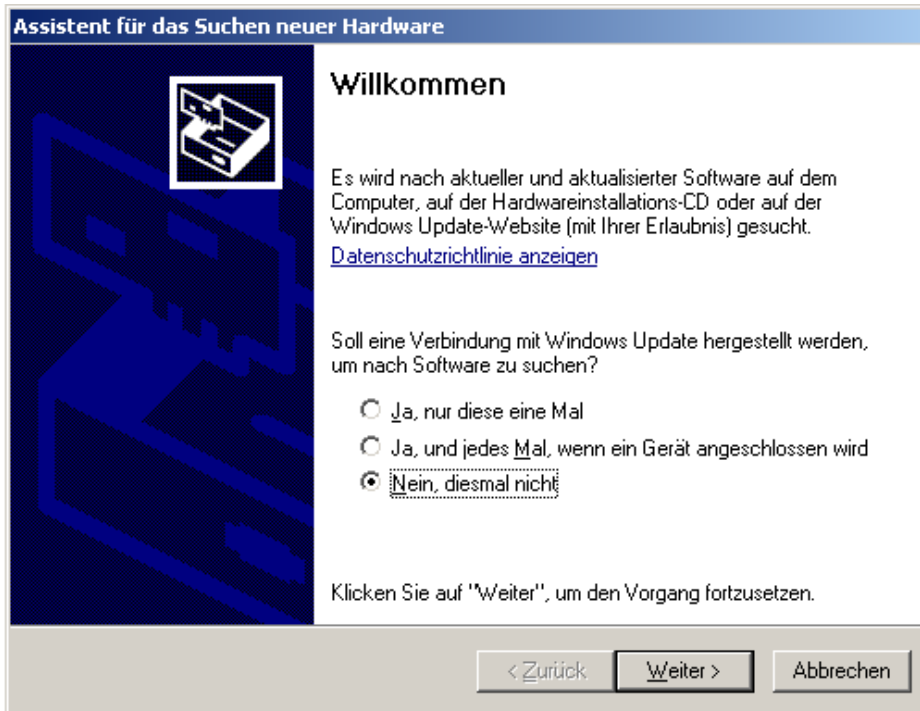 Assistent für das Suchen neuer Hardware
Willkommen
Es wird nach aktueller und aktualisierter Software auf dem
Computer, auf der Hardwareinstallations-CD oder auf der
Windows Update-Website (mit Ihrer Erlaubnis) gesucht.
Datenschutzrichtlinie anzeigen
Soll eine Verbindung mit Windows Update hergestellt werden,
um nach Software zu suchen?
Ja, nur diese eine Mal
Ja, und jedes Mal, wenn ein Gerät angeschlossen wird
Nein, diesmal nicht
Klicken Sie auf "Weiter", um den Vorgang fortzusetzen.
< Zurück Weiter > Abbrechen